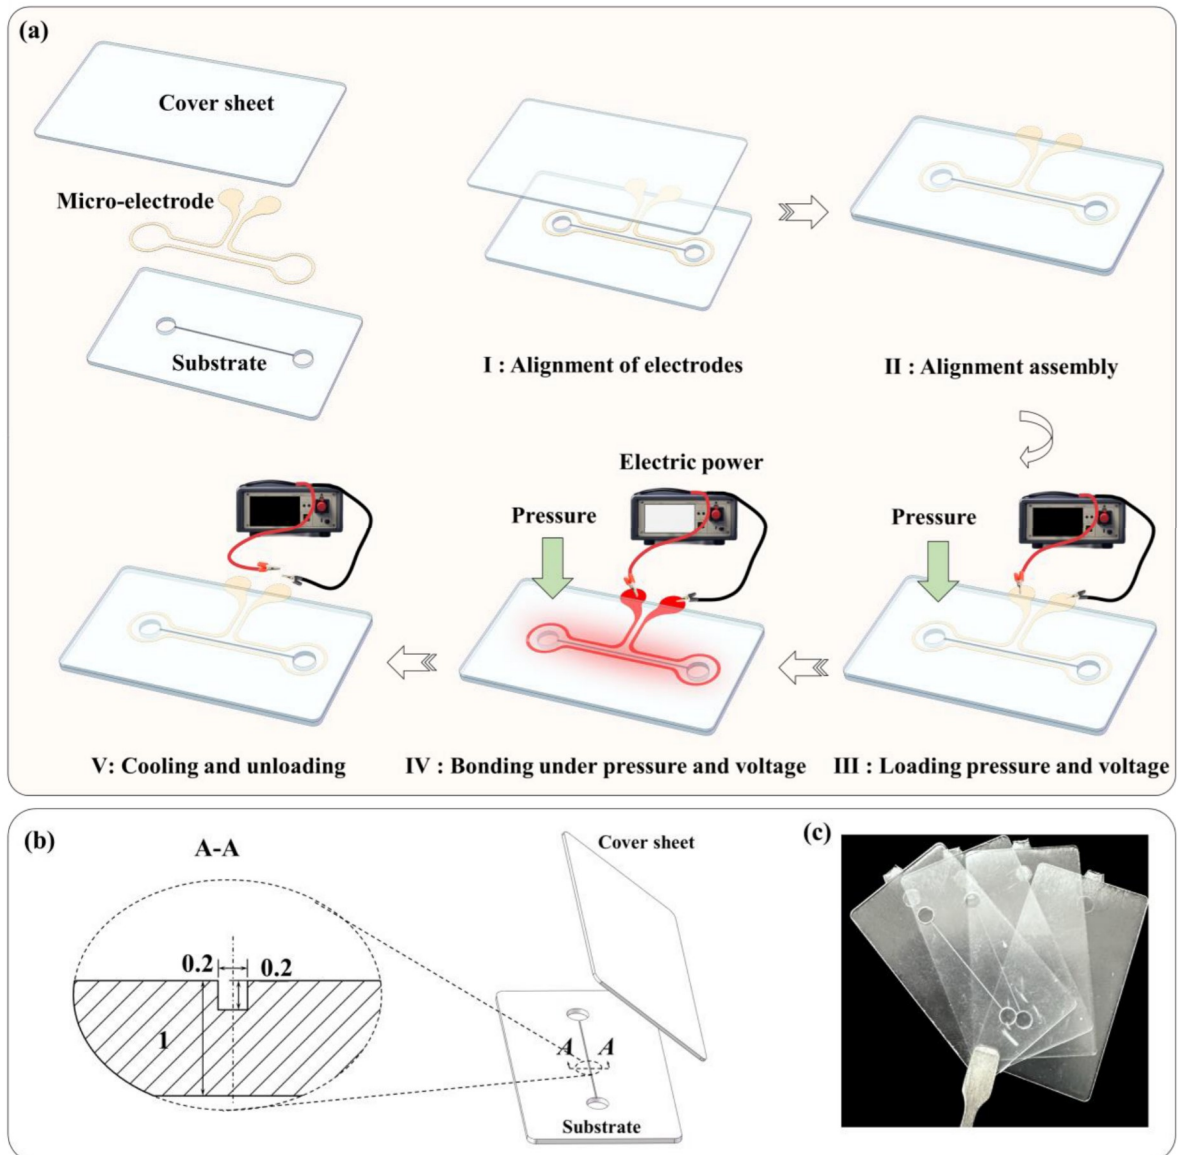 (a)
Cover sheet
Micro-electrode
Substrate
I : Alignment of electrodes
II : Alignment assembly
Electric power
Pressure
Pressure
V: Cooling and unloading
IV : Bonding under pressure and voltage
III : Loading pressure and voltage
(b)
A-A
0.2
0.2
1
Cover sheet
A
A
Substrate
(c)